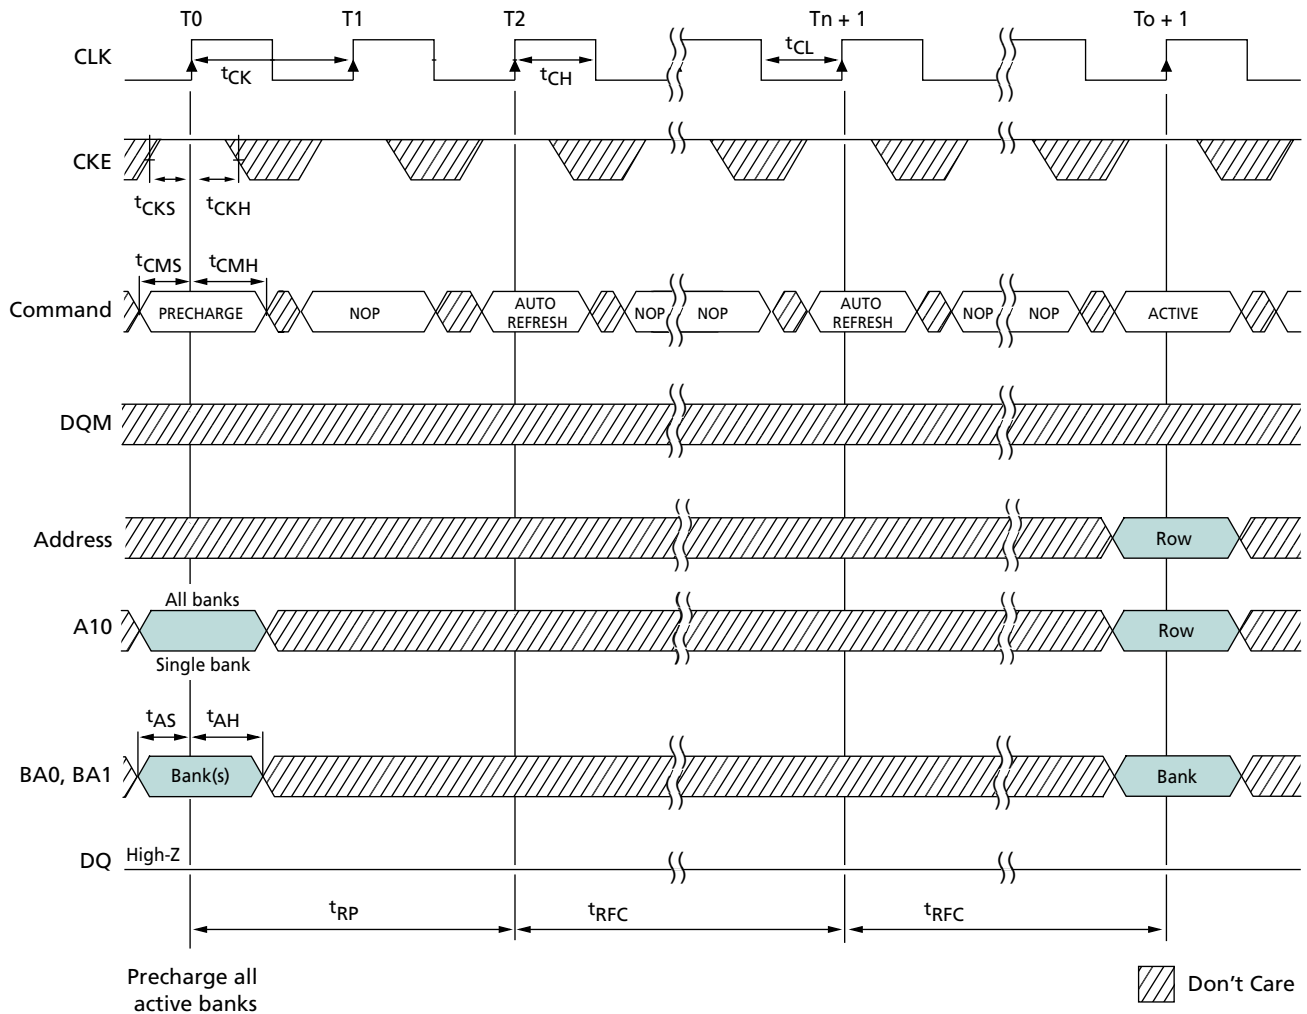 T0 T1 T2 Tn + 1 To + 1
CLK
tCK tCH tCL
CKE
tCKS tCKH
tCMS tCMH
Command PRECHARGE NOP AUTO REFRESH NOP NOP AUTO REFRESH NOP NOP ACTIVE
DQM
Address Row
All banks
A10 Row
Single bank
tAS tAH
BA0, BA1 Bank(s) Bank
DQ High-Z
tRP tRFC tRFC
Precharge all
active banks
Don't Care